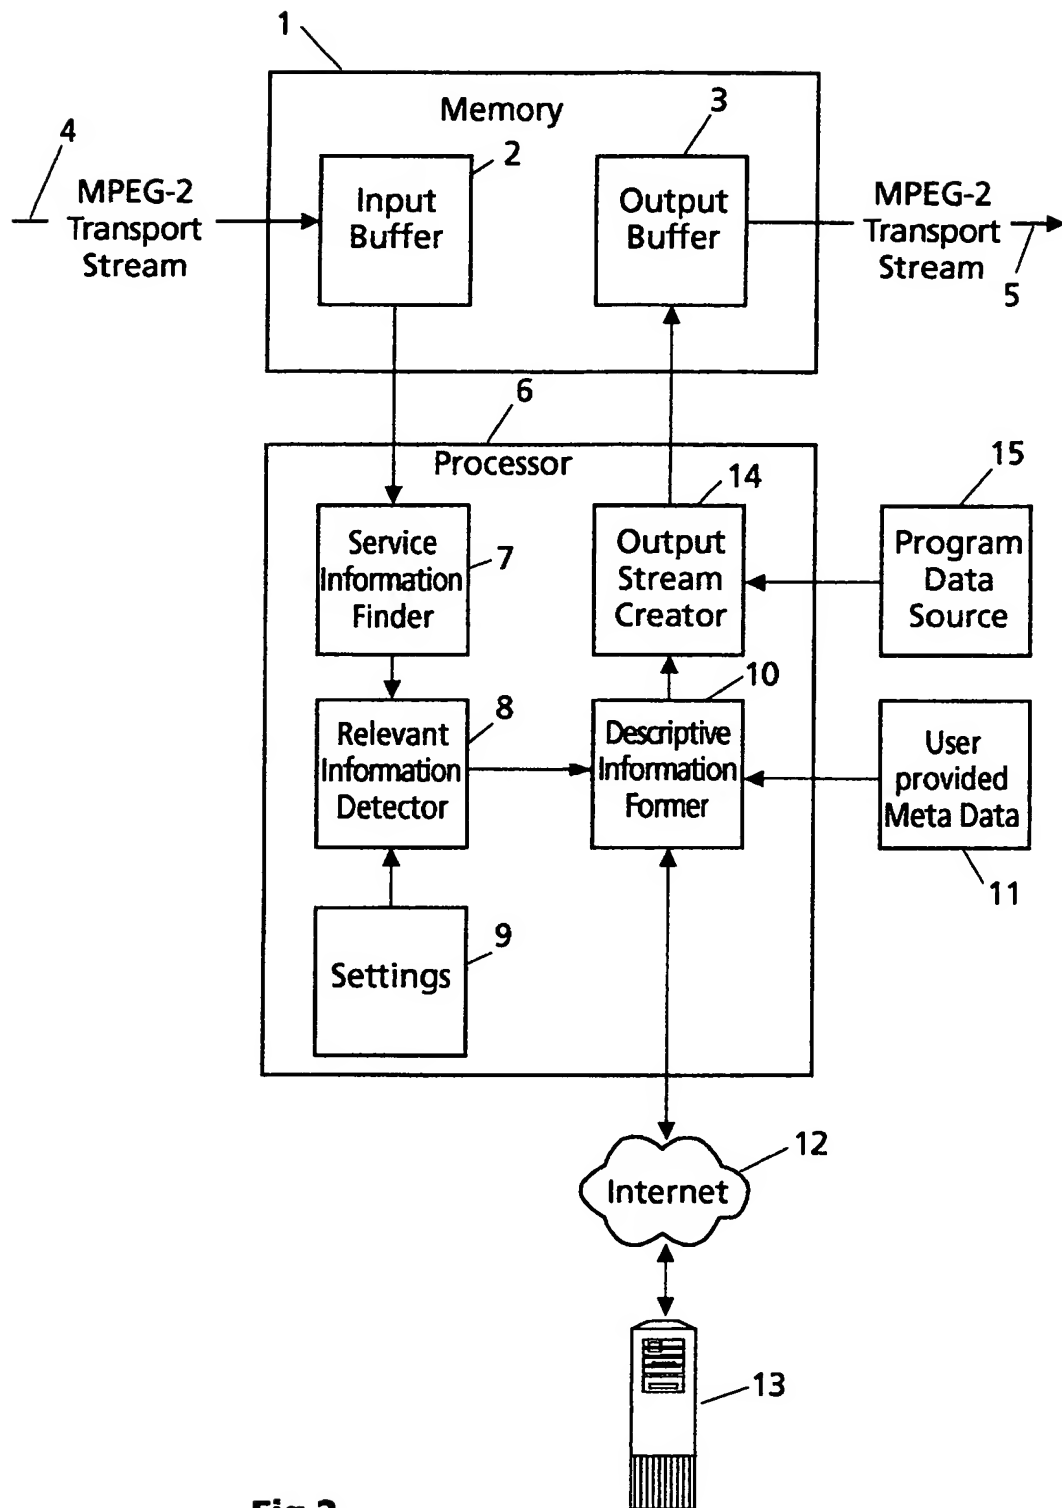 1
Memory
3
4
2
MPEG-2
Transport
Stream
Input
Buffer
Output
Buffer
MPEG-2
Transport
Stream
5
6
Processor
14
15
Service
Information
Finder
7
Output
Stream
Creator
Program
Data
Source
10
8
Relevant
Information
Detector
Descriptive
Information
Former
User
provided
Meta Data
11
9
Settings
12
Internet
13